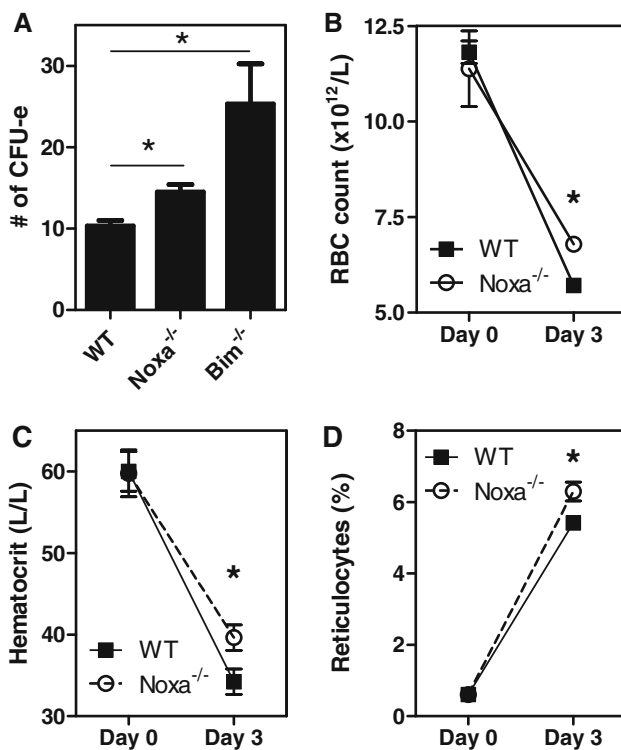 A
# of CFU-e
30
20
10
0
*
*
WT
Noxa⁻/⁻
Bim⁻/⁻
B
RBC count (x10¹²/L)
12.5
10.0
7.5
5.0
*
WT
Noxa⁻/⁻
Day 0
Day 3
C
Hematocrit (L/L)
60
50
40
30
*
WT
Noxa⁻/⁻
Day 0
Day 3
D
Reticulocytes (%)
8
6
4
2
0
WT
Noxa⁻/⁻
*
Day 0
Day 3